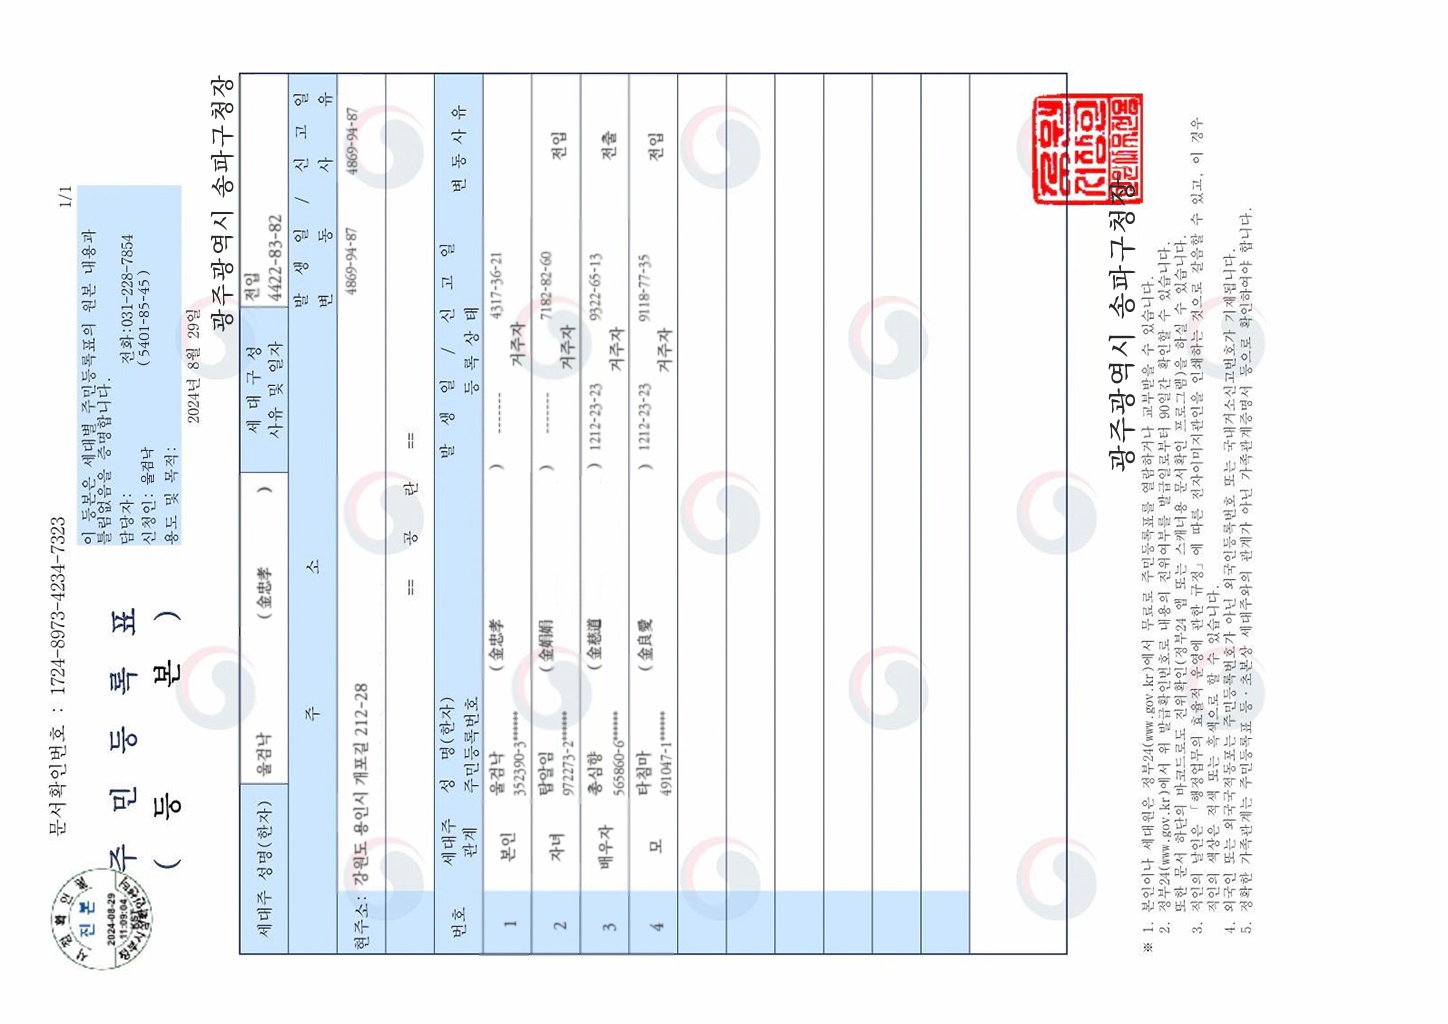 문서확인번호 : 1724-8973-4234-7323
1/1
주 민 등 록 표
( 등 본 )
이 등본은 세대별 주민등록표의 원본 내용과
틀림없음을 증명합니다.
담당자: 전화:031-228-7854
신청인: 울검낙 (5401-85-45)
용도 및 목적:
2024년 8월 29일
광주광역시 송파구청장
진본
2024-08-29
11:09:04
세대주 성명(한자) 울검낙 (金忠孝 ) 세 대 구 성 전입
사유 및 일자 4422-83-82
주 소 발 생 일 / 신 고 일
변 동 사 유
현주소: 강원도 용인시 개포길 212-28 4869-94-87 4869-94-87
== 공 란 ==
번호 세대주 성 명(한자) 발 생 일 / 신 고 일 변 동 사 유
관계 주민등록번호 등 록 상 태
1 본인 울검낙 (金忠孝 ) ------- 4317-36-21
352390-3****** 거주자
2 자녀 탑알임 (金娟娟 ) ------- 7182-82-60 전입
972273-2****** 거주자
3 배우자 총심향 (金慈道 ) 1212-23-23 9322-65-13 전출
565860-6****** 거주자
4 모 타침마 (金良愛 ) 1212-23-23 9118-77-35 전입
491047-1****** 거주자
광주광역시 송파구청장
※ 1. 본인이나 세대원은 정부24(www.gov.kr)에서 무료로 주민등록표를 열람하거나 교부받을 수 있습니다.
2. 정부24(www.gov.kr)에서 위 발급확인번호로 내용의 진위여부를 발급일로부터 90일간 확인할 수 있습니다.
또한 문서 하단의 바코드로도 진위확인(정부24 앱 또는 스캐너용 문서확인 프로그램)을 하실 수 있습니다.
3. 직인의 날인은 「행정업무의 효율적 운영에 관한 규정」에 따른 전자이미지관인을 인쇄하는 것으로 갈음할 수 있고, 이 경우
직인의 색상은 적색 또는 흑색으로 할 수 있습니다.
4. 외국인 또는 외국국적동포는 주민등록번호가 아닌 외국인등록번호 또는 국내거소신고번호가 기재됩니다.
5. 정확한 가족관계는 주민등록표 등·초본상 세대주와의 관계가 아닌 가족관계증명서 등으로 확인하여야 합니다.